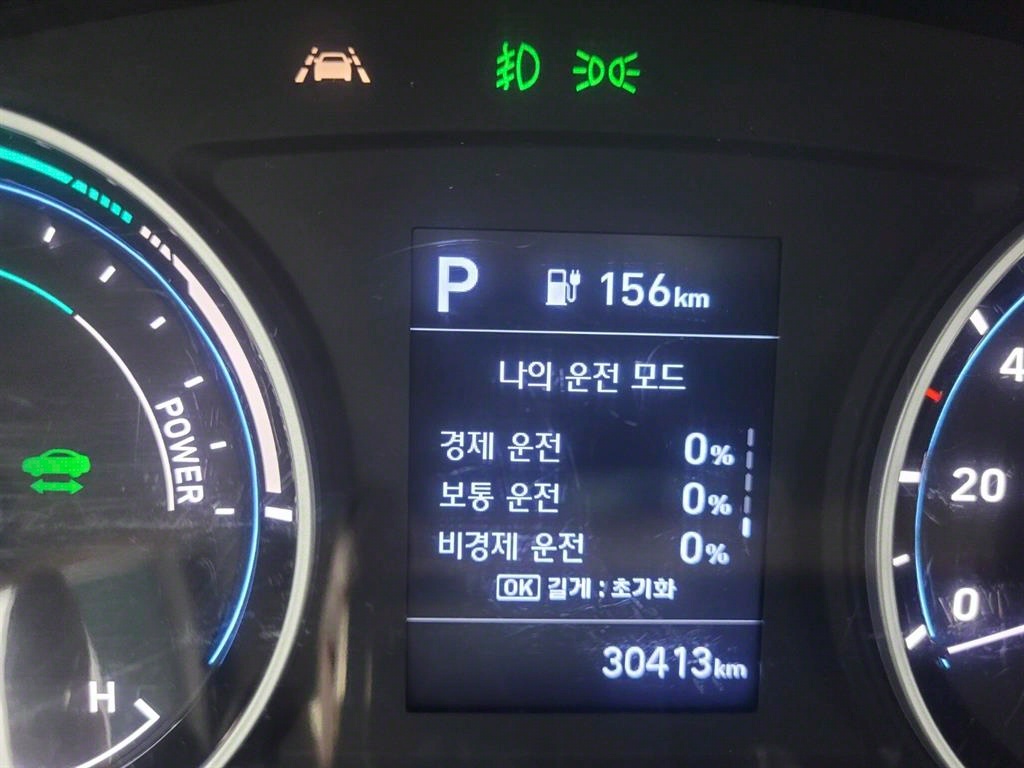 P 156km
나의 운전 모드
경제 운전 0%
보통 운전 0%
비경제 운전 0%
OK 길게 : 초기화
30413km
POWER
H
4
20
0